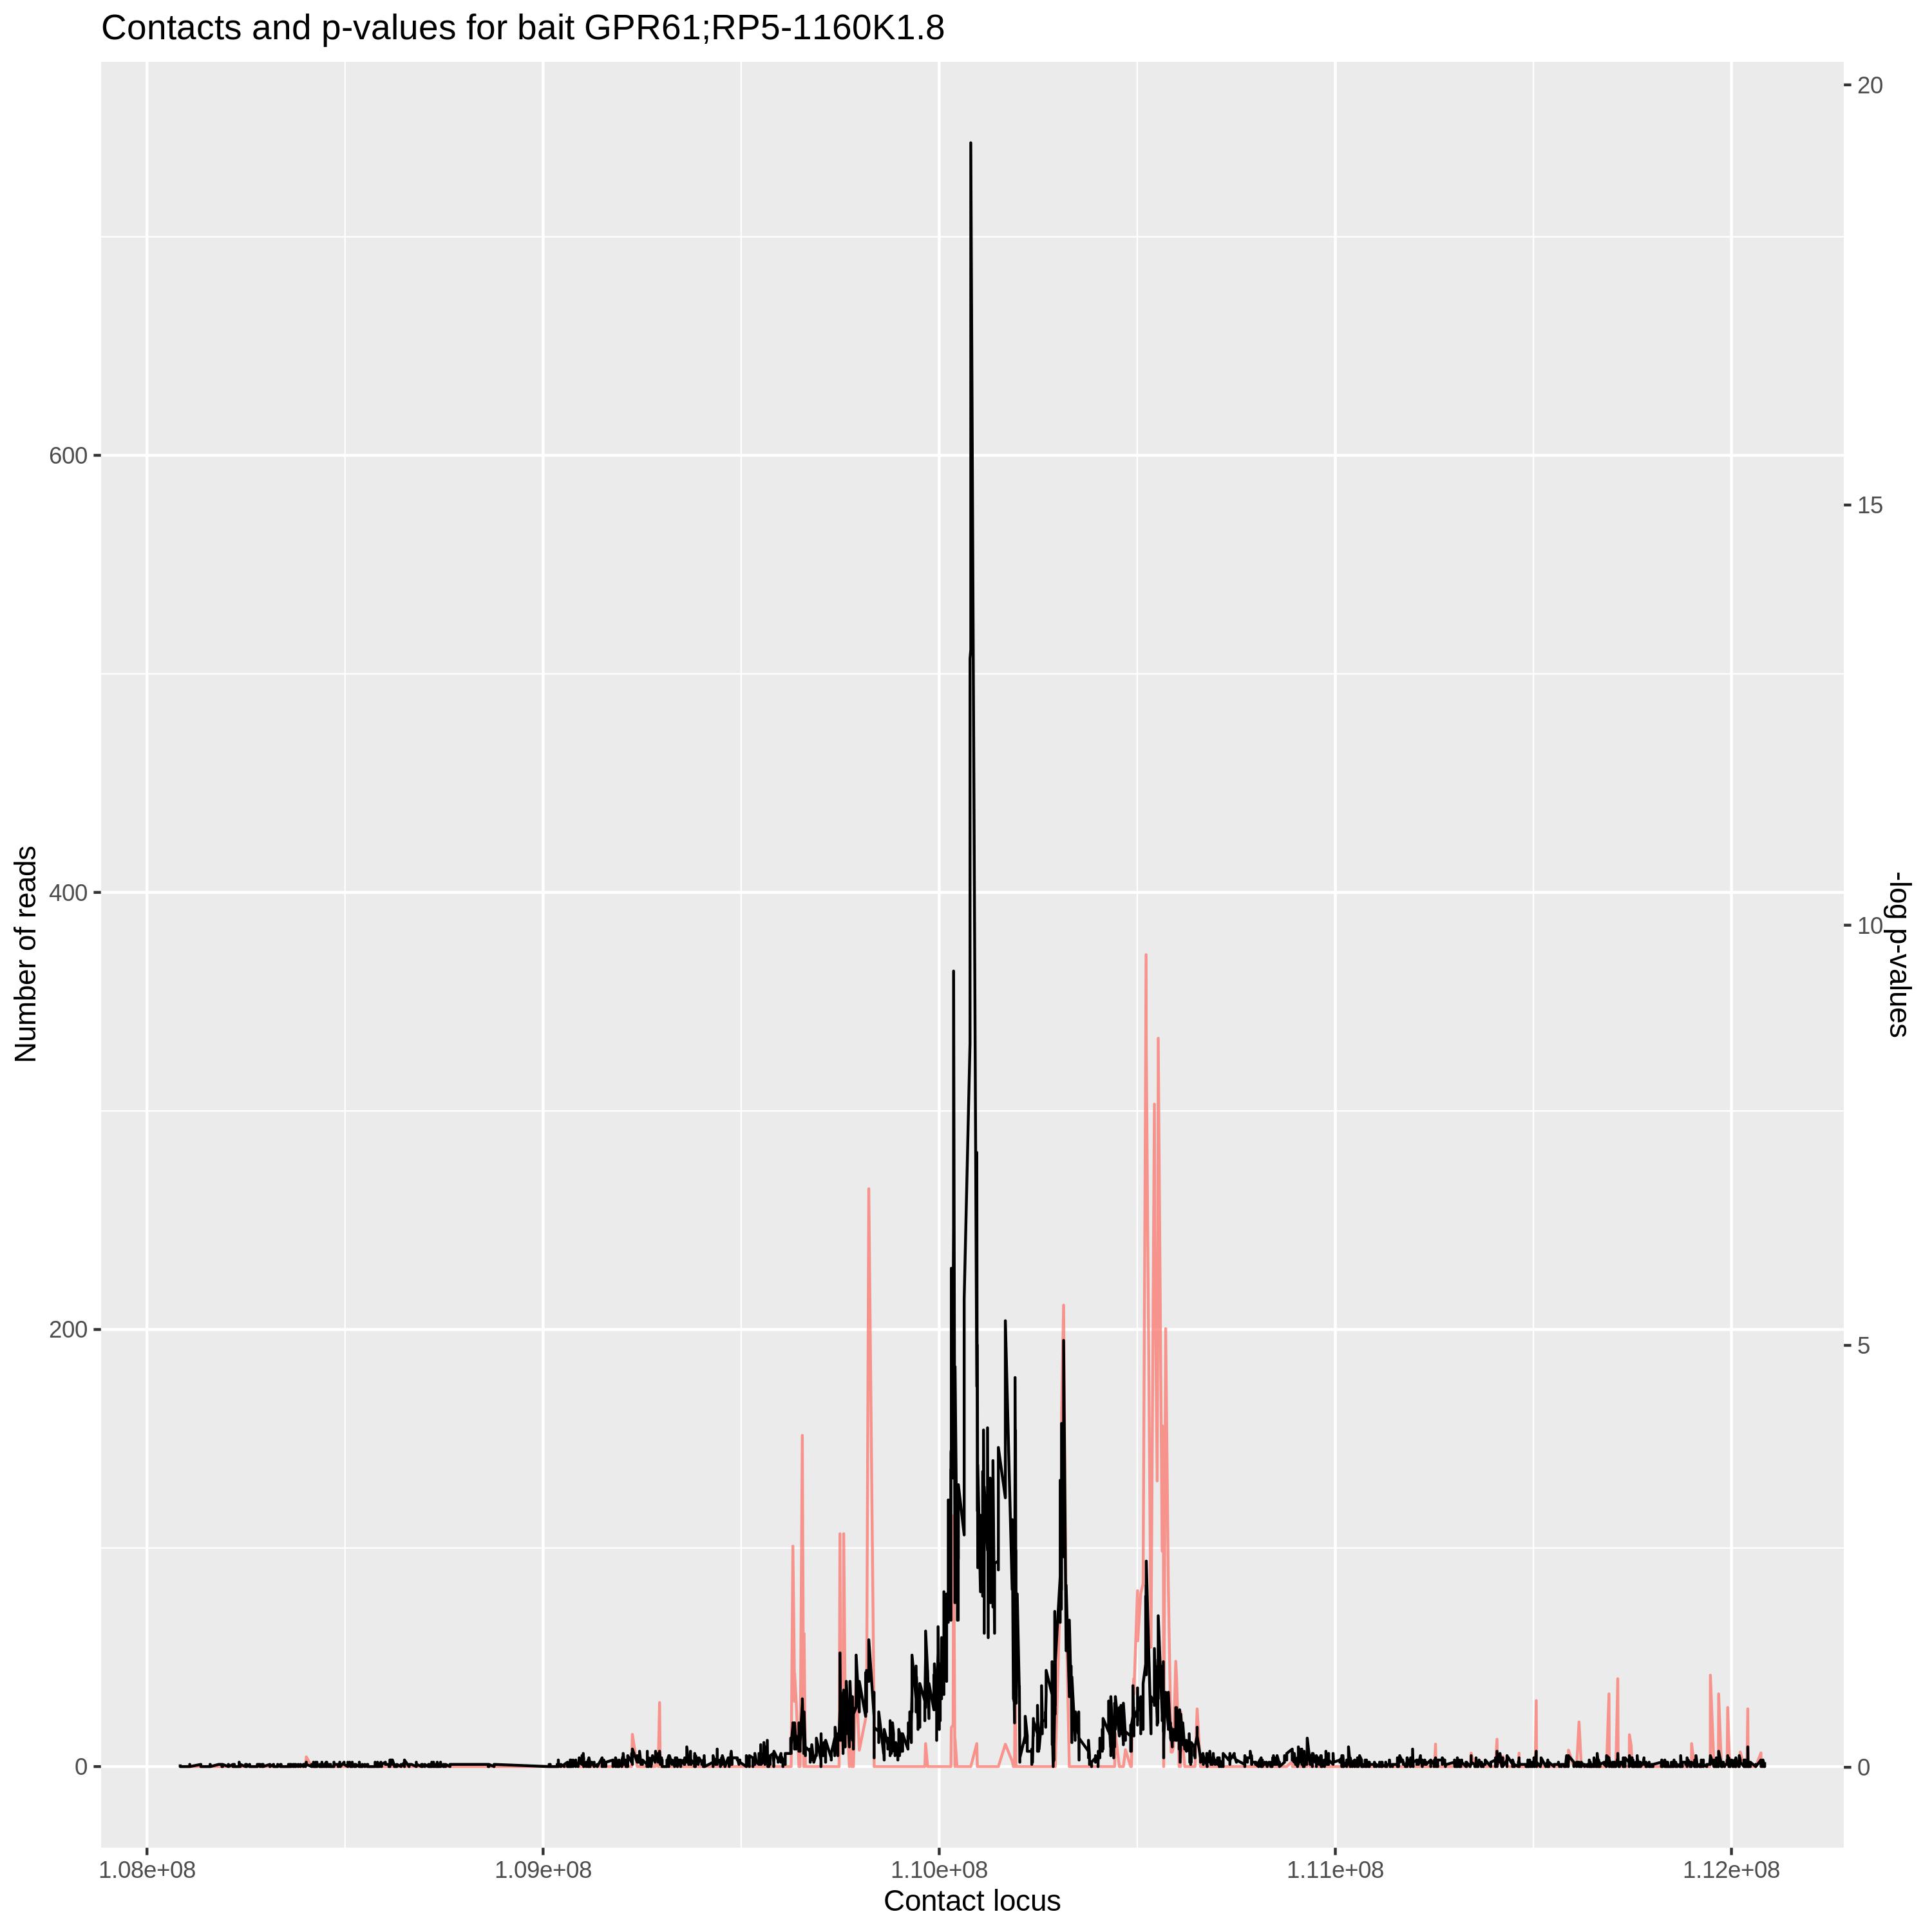 Contacts and p-values for bait GPR61;RP5-1160K1.8
Number of reads
600
400
200
0
20
15
10
5
0
-log p-values
1.08e+08
1.09e+08
1.10e+08
1.11e+08
1.12e+08
Contact locus